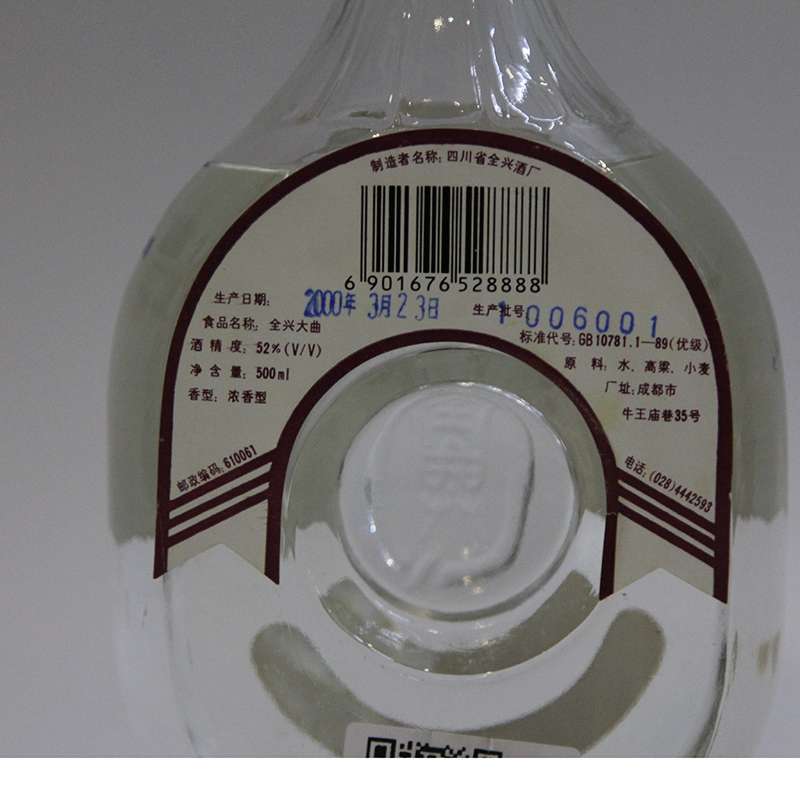 制造者名称:四川省全兴酒厂
6 901676 528888
生产日期: 2000年 3月23日
生产批号 1006001
食品名称: 全兴大曲
标准代号:GB10781.1—89(优级)
酒 精 度: 52%(V/V)
原 料: 水、高粱、小麦
净 含 量: 500ml
厂址:成都市
香型: 浓香型
牛王庙巷35号
邮政编码:610061
电话:(028)4442593